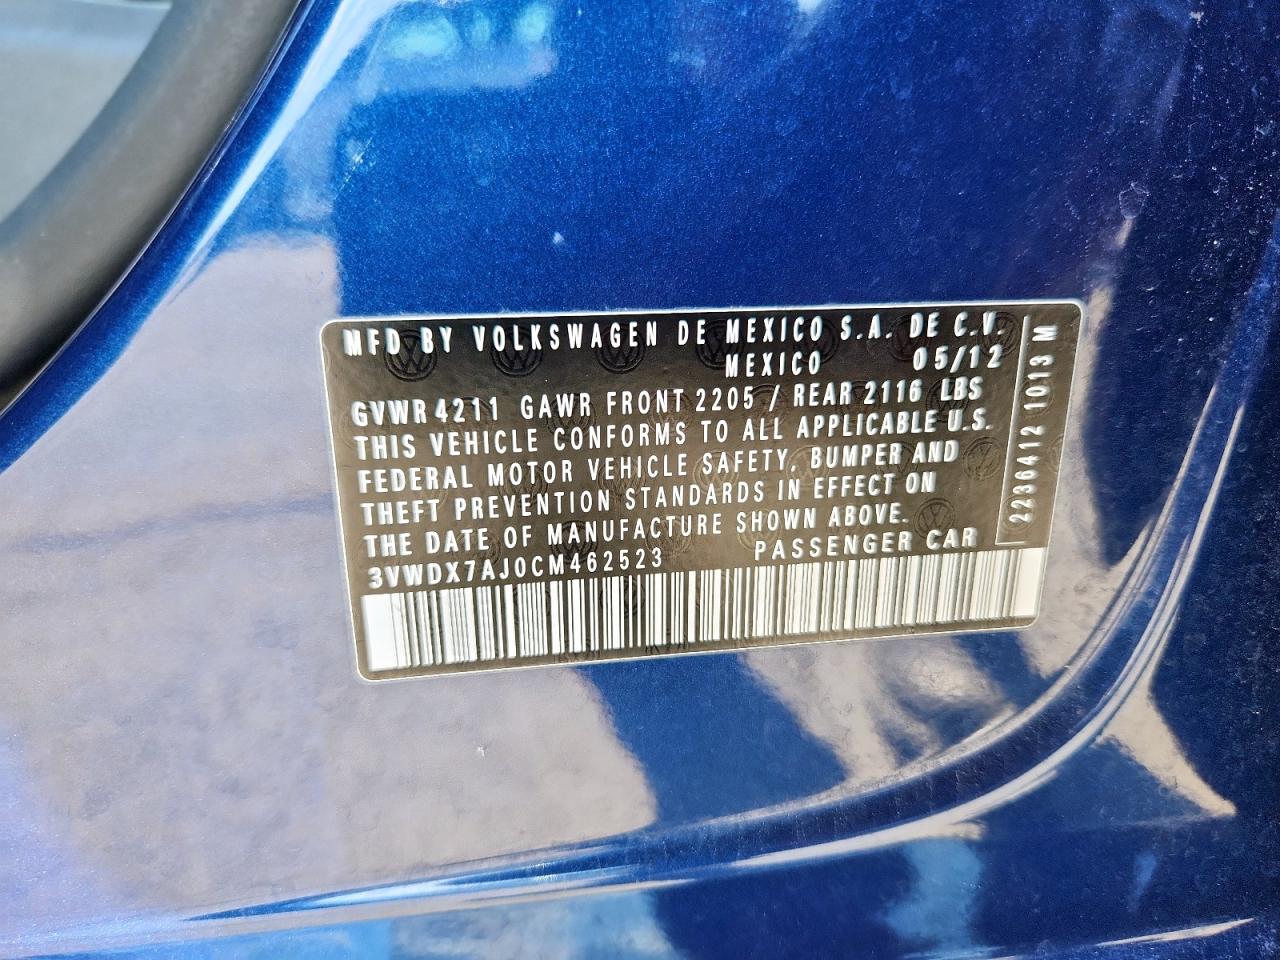 MFD BY VOLKSWAGEN DE MEXICO S.A. DE C.V.
MEXICO 05/12
GVWR 4211 GAWR FRONT 2205 / REAR 2116 LBS
THIS VEHICLE CONFORMS TO ALL APPLICABLE U.S.
FEDERAL MOTOR VEHICLE SAFETY, BUMPER AND
THEFT PREVENTION STANDARDS IN EFFECT ON
THE DATE OF MANUFACTURE SHOWN ABOVE.
3VWDX7AJ0CM462523 PASSENGER CAR
2236412 1013 M